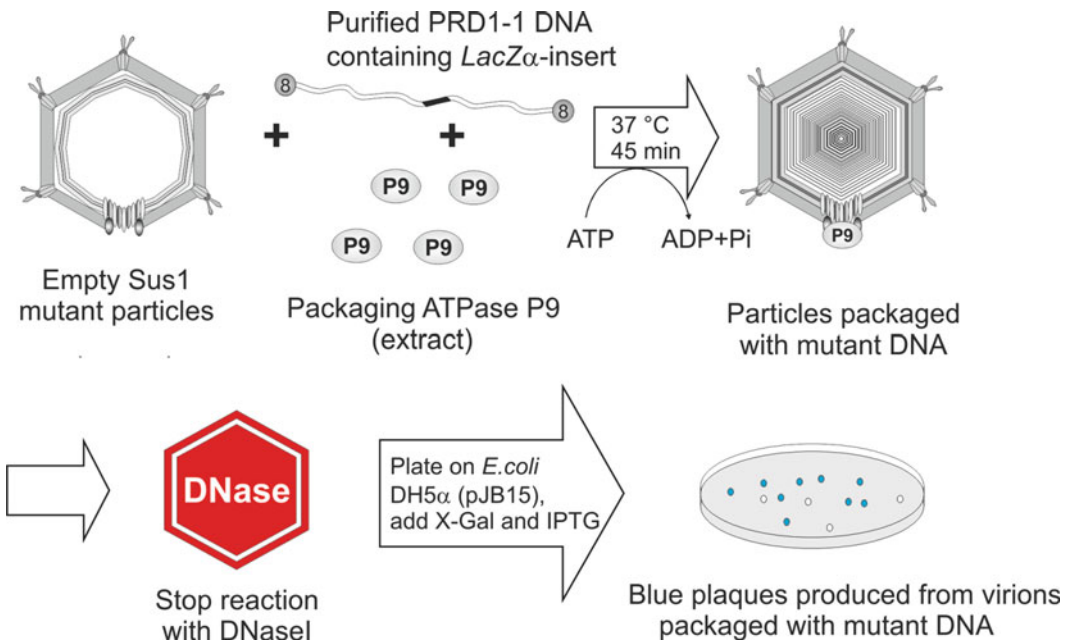 Purified PRD1-1 DNA
containing LacZα-insert
8
8
+
+
P9
P9
P9
P9
37 °C
45 min
ATP
ADP+Pi
P9
Empty Sus1
mutant particles
Packaging ATPase P9
(extract)
Particles packaged
with mutant DNA
DNase
Stop reaction
with DNaseI
Plate on E.coli
DH5α (pJB15),
add X-Gal and IPTG
Blue plaques produced from virions
packaged with mutant DNA